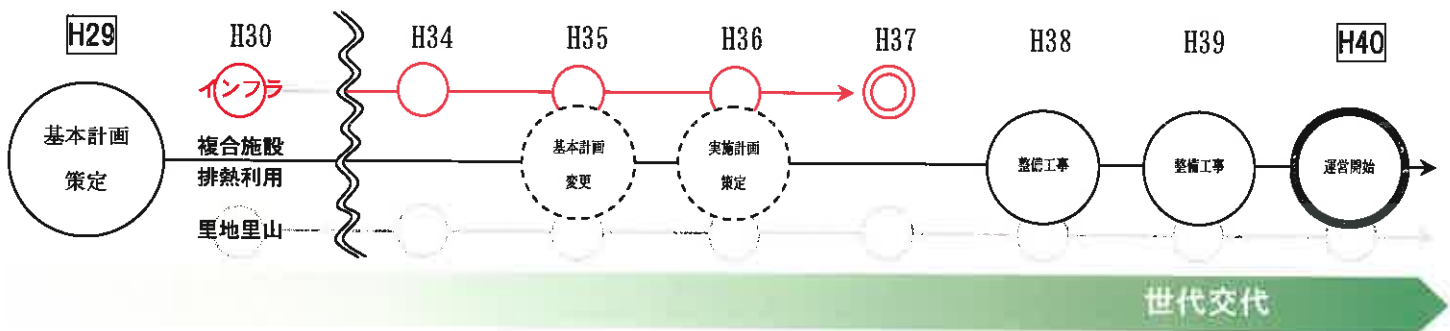 H29 H30 H34 H35 H36 H37 H38 H39 H40
インフラ
基本計画
策定
複合施設
排熱利用
基本計画
変更
実施計画
策定
整備工事
整備工事
運営開始
里地里山
世代交代